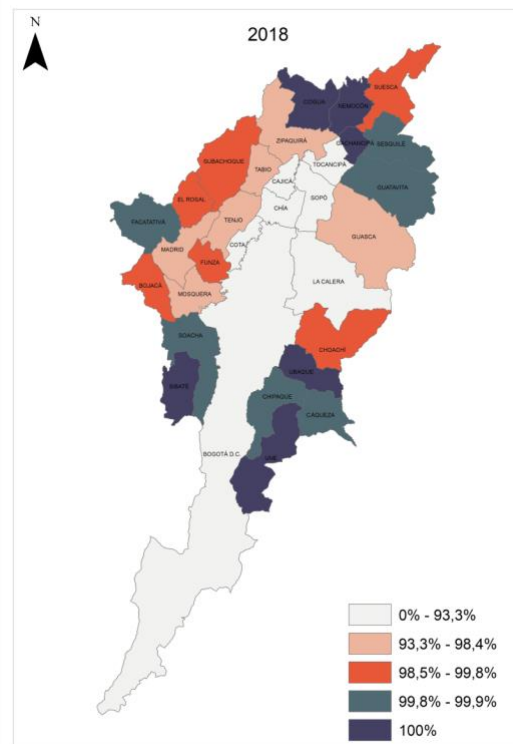 N
2018
SUESCA
COGUA
NEMOCÓN
GACHANCIPÁ
SESQUILÉ
ZIPAQUIRÁ
TOCANCIPÁ
SUBACHOQUE
TABIO
CAJICÁ
GUATAVITA
EL ROSAL
CHÍA
SOPÓ
FACATATIVA
TENJO
GUASCA
MADRID
COTA
FUNZA
LA CALERA
BOJACÁ
MOSQUERA
SOACHA
CHOACHÍ
UBAQUE
SIBATÉ
CHIPAQUE
CAQUEZA
BOGOTÁ D.C.
UNE
0% - 93,3%
93,3% - 98,4%
98,5% - 99,8%
99,8% - 99,9%
100%